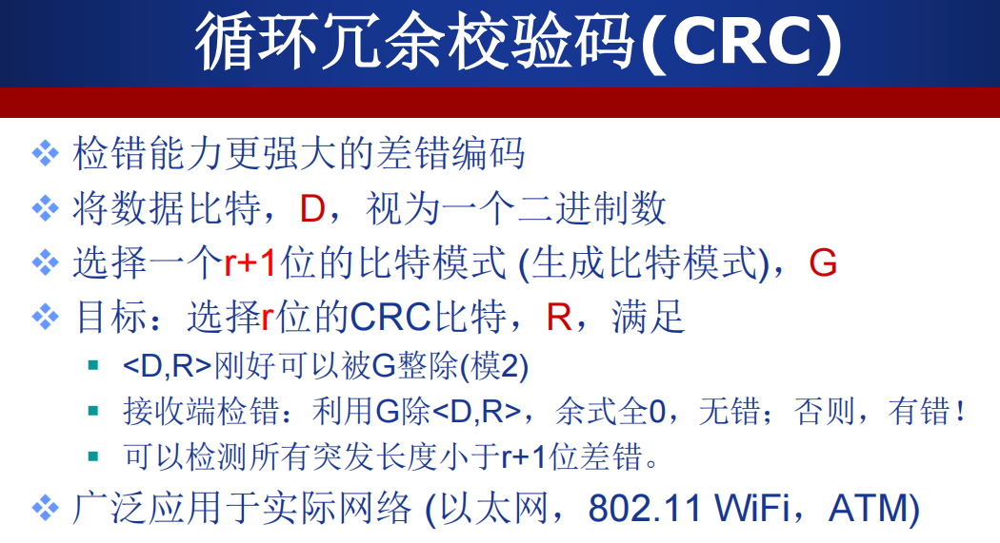 循环冗余校验码(CRC)
检错能力更强大的差错编码
将数据比特，D，视为一个二进制数
选择一个r+1位的比特模式 (生成比特模式)，G
目标：选择r位的CRC比特，R，满足
<D,R>刚好可以被G整除(模2)
接收端检错：利用G除<D,R>，余式全0，无错；否则，有错！
可以检测所有突发长度小于r+1位差错。
广泛应用于实际网络 (以太网，802.11 WiFi，ATM)